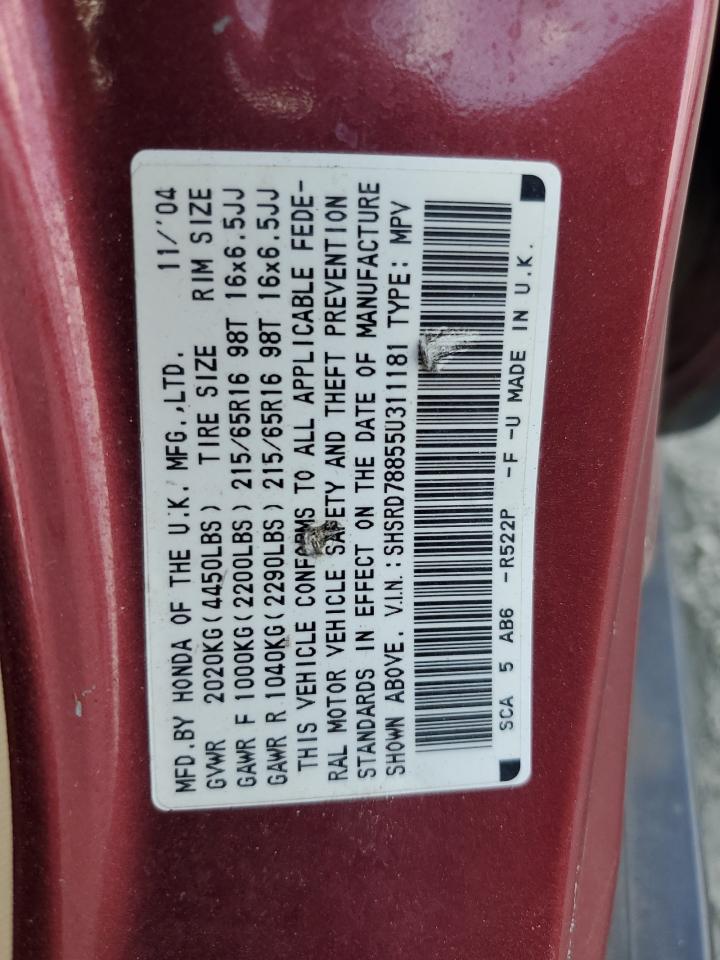 MFD.BY HONDA OF THE U.K. MFG.,LTD. 11/'04
GVWR 2020KG(4450LBS) TIRE SIZE RIM SIZE
GAWR F 1000KG(2200LBS) 215/65R16 98T 16x6.5JJ
GAWR R 1040KG(2290LBS) 215/65R16 98T 16x6.5JJ
THIS VEHICLE CONFORMS TO ALL APPLICABLE FEDE-
RAL MOTOR VEHICLE SAFETY AND THEFT PREVENTION
STANDARDS IN EFFECT ON THE DATE OF MANUFACTURE
SHOWN ABOVE. V.I.N.:SHSRD78855U311181 TYPE: MPV
SCA 5 AB6 -R522P -F -U MADE IN U.K.